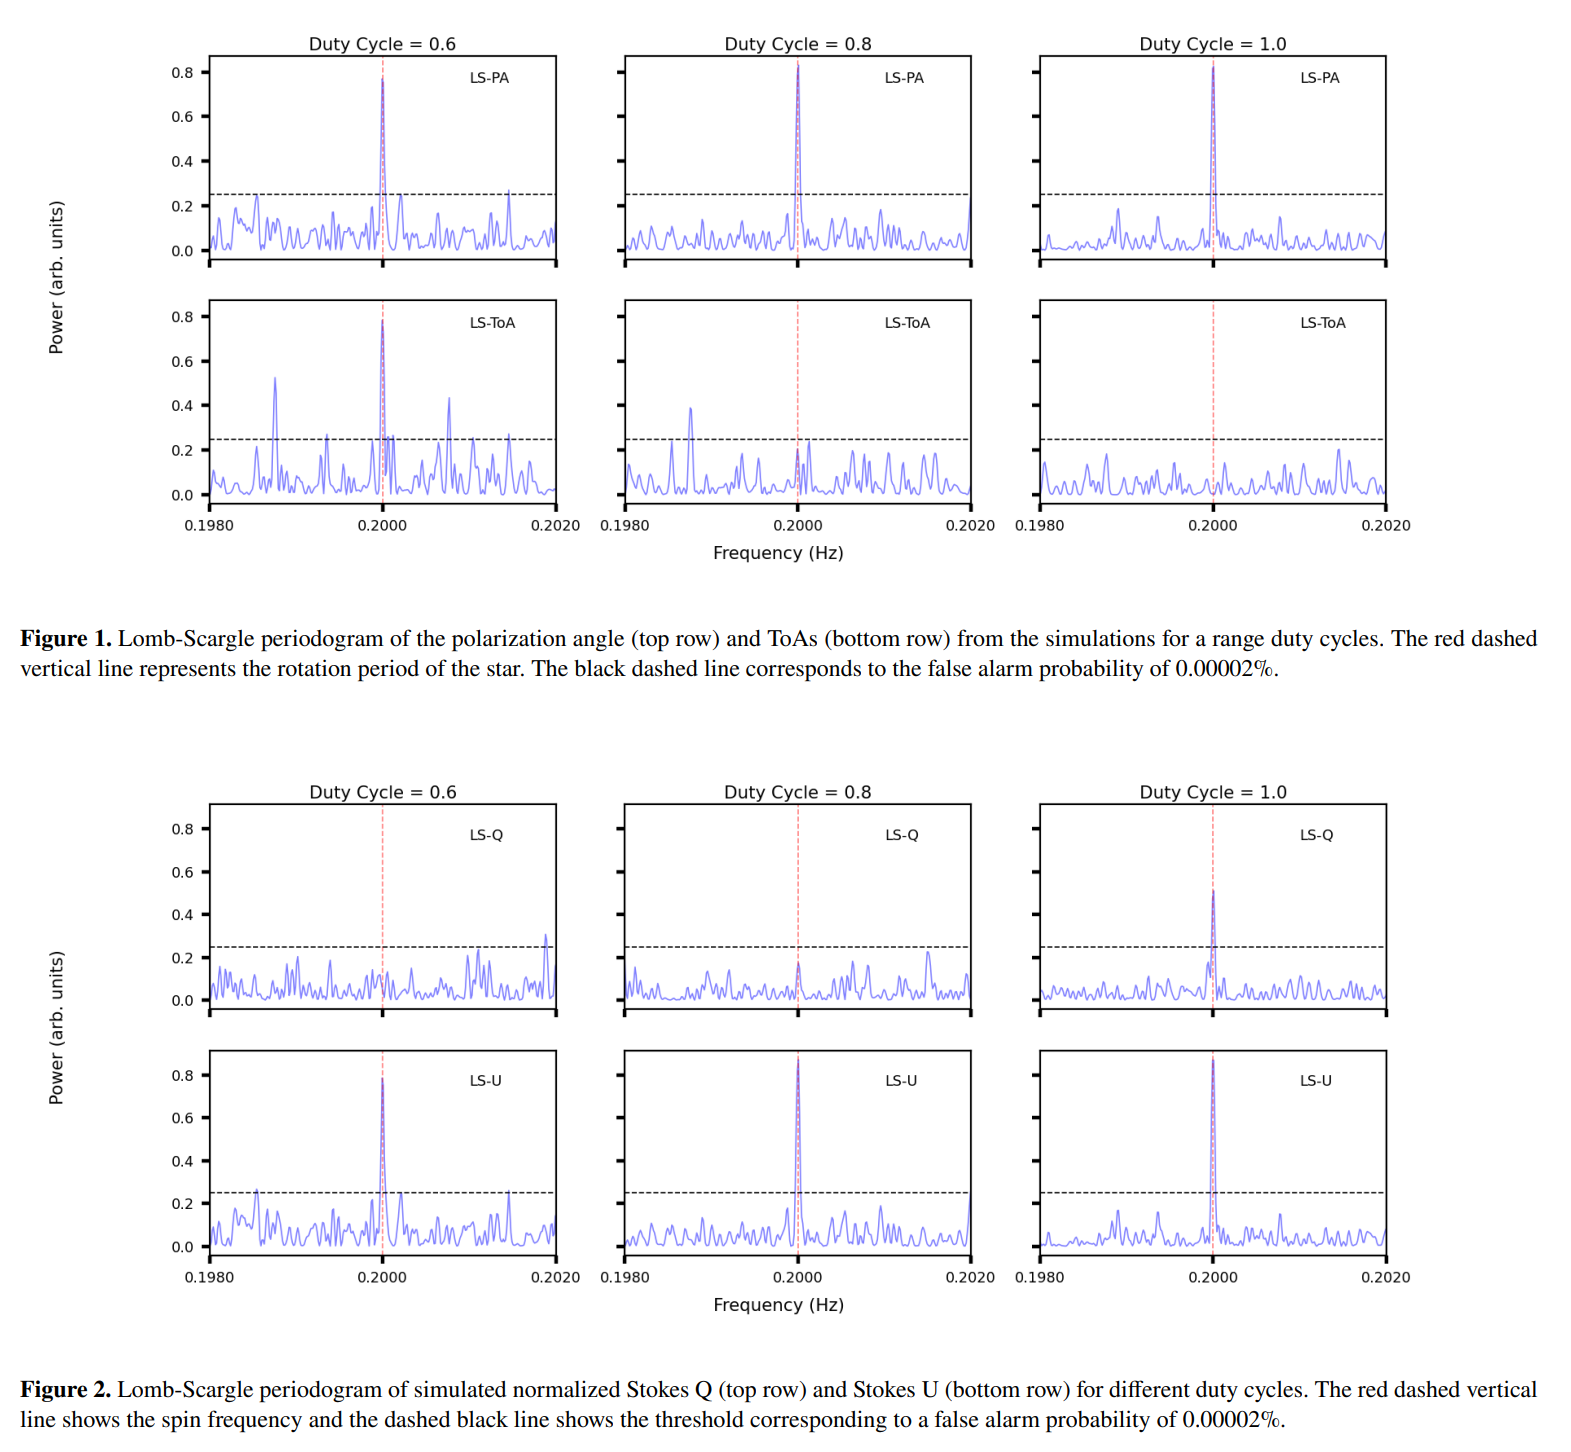 Duty Cycle = 0.6 Duty Cycle = 0.8 Duty Cycle = 1.0
LS-PA LS-PA LS-PA
0.8
0.6
0.4
0.2
0.0
Power (arb. units)
LS-ToA LS-ToA LS-ToA
0.8
0.6
0.4
0.2
0.0
0.1980 0.2000 0.2020 0.1980 0.2000 0.2020 0.1980 0.2000 0.2020
Frequency (Hz)
Figure 1. Lomb-Scargle periodogram of the polarization angle (top row) and ToAs (bottom row) from the simulations for a range duty cycles. The red dashed
vertical line represents the rotation period of the star. The black dashed line corresponds to the false alarm probability of 0.00002%.
Duty Cycle = 0.6 Duty Cycle = 0.8 Duty Cycle = 1.0
LS-Q LS-Q LS-Q
0.8
0.6
0.4
0.2
0.0
Power (arb. units)
LS-U LS-U LS-U
0.8
0.6
0.4
0.2
0.0
0.1980 0.2000 0.2020 0.1980 0.2000 0.2020 0.1980 0.2000 0.2020
Frequency (Hz)
Figure 2. Lomb-Scargle periodogram of simulated normalized Stokes Q (top row) and Stokes U (bottom row) for different duty cycles. The red dashed vertical
line shows the spin frequency and the dashed black line shows the threshold corresponding to a false alarm probability of 0.00002%.